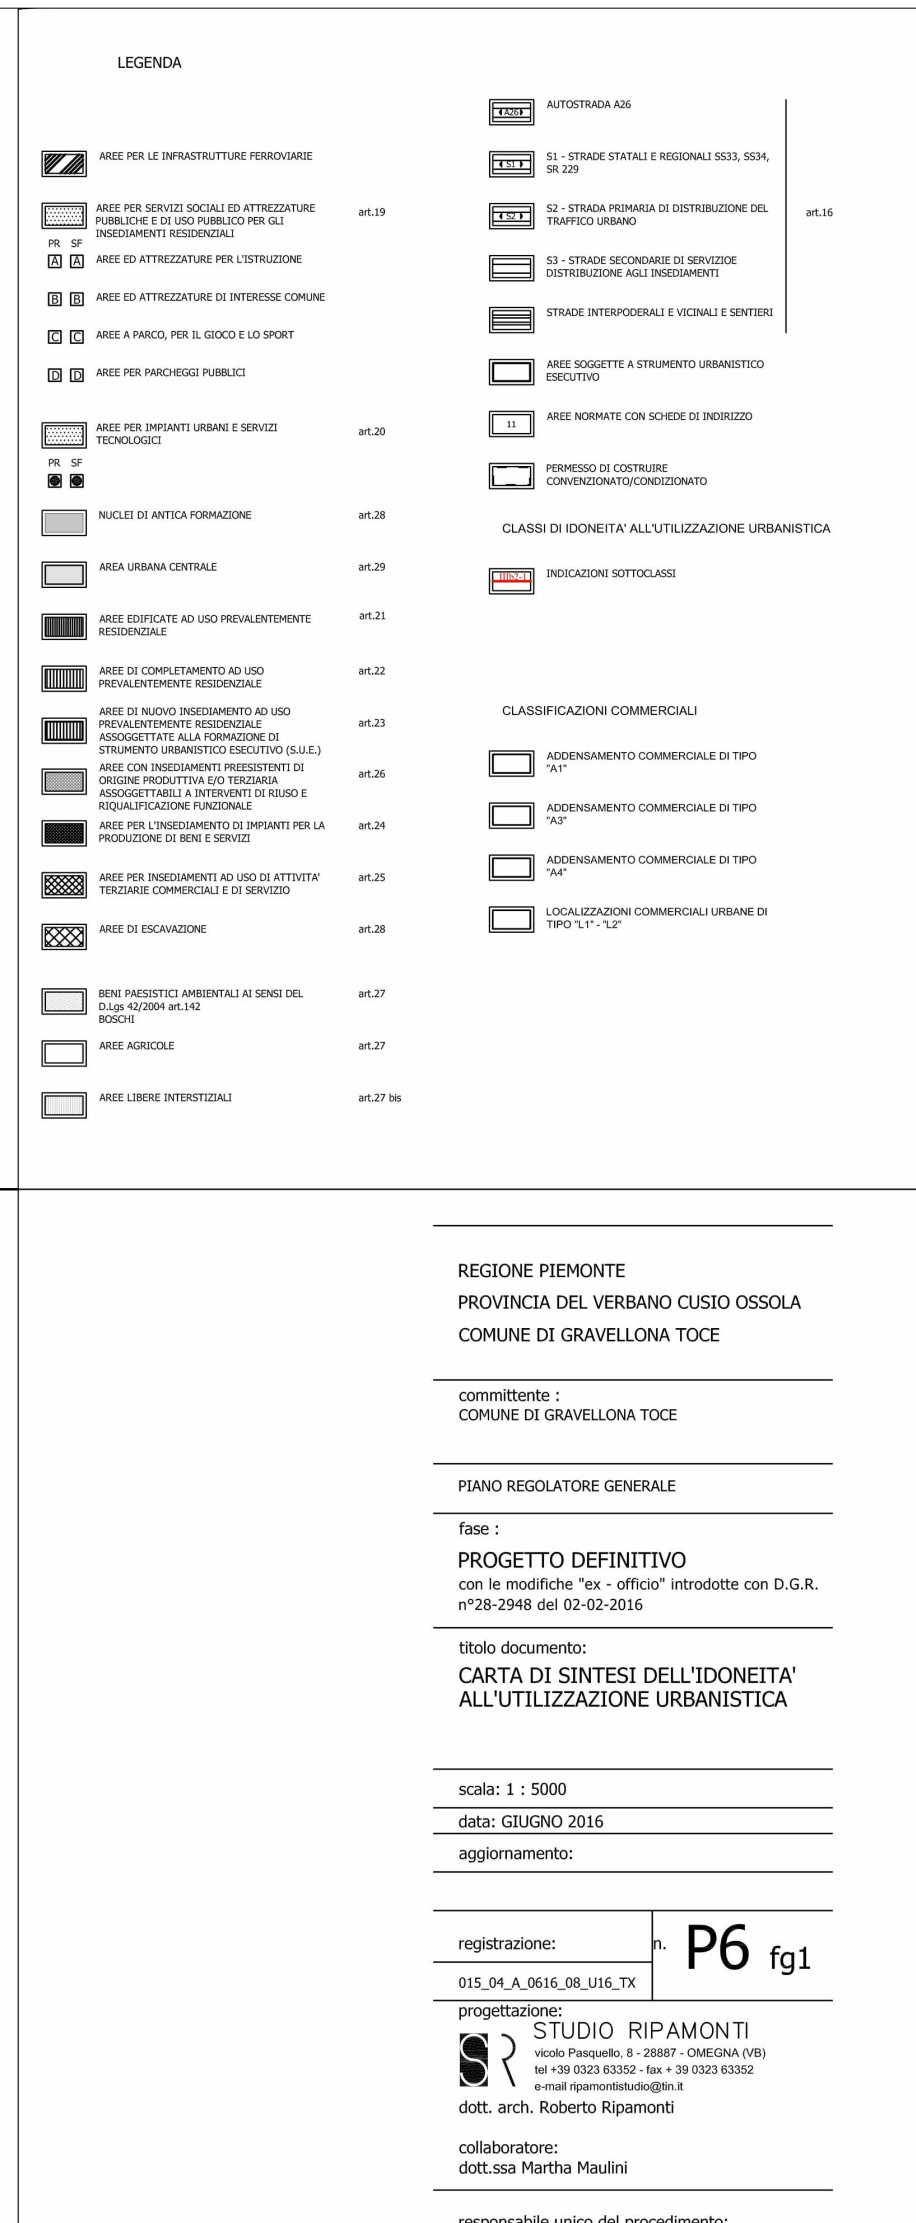 LEGENDA
AREE PER LE INFRASTRUTTURE FERROVIARIE
AREE PER SERVIZI SOCIALI ED ATTREZZATURE
PUBBLICHE E DI USO PUBBLICO PER GLI
INSEDIAMENTI RESIDENZIALI
art.19
PR SF
A A AREE ED ATTREZZATURE PER L'ISTRUZIONE
B B AREE ED ATTREZZATURE DI INTERESSE COMUNE
C C AREE A PARCO, PER IL GIOCO E LO SPORT
D D AREE PER PARCHEGGI PUBBLICI
AREE PER IMPIANTI URBANI E SERVIZI
TECNOLOGICI
art.20
PR SF
NUCLEI DI ANTICA FORMAZIONE art.28
AREA URBANA CENTRALE art.29
AREE EDIFICATE AD USO PREVALENTEMENTE
RESIDENZIALE
art.21
AREE DI COMPLETAMENTO AD USO
PREVALENTEMENTE RESIDENZIALE
art.22
AREE DI NUOVO INSEDIAMENTO AD USO
PREVALENTEMENTE RESIDENZIALE
ASSOGGETTATE ALLA FORMAZIONE DI
STRUMENTO URBANISTICO ESECUTIVO (S.U.E.)
art.23
AREE CON INSEDIAMENTI PREESISTENTI DI
ORIGINE PRODUTTIVA E/O TERZIARIA
ASSOGGETTABILI A INTERVENTI DI RIUSO E
RIQUALIFICAZIONE FUNZIONALE
art.26
AREE PER L'INSEDIAMENTO DI IMPIANTI PER LA
PRODUZIONE DI BENI E SERVIZI
art.24
AREE PER INSEDIAMENTI AD USO DI ATTIVITA'
TERZIARIE COMMERCIALI E DI SERVIZIO
art.25
AREE DI ESCAVAZIONE art.28
BENI PAESISTICI AMBIENTALI AI SENSI DEL
D.Lgs 42/2004 art.142
BOSCHI
art.27
AREE AGRICOLE art.27
AREE LIBERE INTERSTIZIALI art.27 bis
A26 AUTOSTRADA A26
S1 S1 - STRADE STATALI E REGIONALI SS33, SS34,
SR 229
S2 S2 - STRADA PRIMARIA DI DISTRIBUZIONE DEL
TRAFFICO URBANO
art.16
S3 - STRADE SECONDARIE DI SERVIZIOE
DISTRIBUZIONE AGLI INSEDIAMENTI
STRADE INTERPODERALI E VICINALI E SENTIERI
AREE SOGGETTE A STRUMENTO URBANISTICO
ESECUTIVO
11 AREE NORMATE CON SCHEDE DI INDIRIZZO
PERMESSO DI COSTRUIRE
CONVENZIONATO/CONDIZIONATO
CLASSI DI IDONEITA' ALL'UTILIZZAZIONE URBANISTICA
IIIb2-1 INDICAZIONI SOTTOCLASSI
CLASSIFICAZIONI COMMERCIALI
ADDENSAMENTO COMMERCIALE DI TIPO
"A1"
ADDENSAMENTO COMMERCIALE DI TIPO
"A3"
ADDENSAMENTO COMMERCIALE DI TIPO
"A4"
LOCALIZZAZIONI COMMERCIALI URBANE DI
TIPO "L1" - "L2"
REGIONE PIEMONTE
PROVINCIA DEL VERBANO CUSIO OSSOLA
COMUNE DI GRAVELLONA TOCE
committente :
COMUNE DI GRAVELLONA TOCE
PIANO REGOLATORE GENERALE
fase :
PROGETTO DEFINITIVO
con le modifiche "ex - officio" introdotte con D.G.R.
n°28-2948 del 02-02-2016
titolo documento:
CARTA DI SINTESI DELL'IDONEITA'
ALL'UTILIZZAZIONE URBANISTICA
scala: 1 : 5000
data: GIUGNO 2016
aggiornamento:
registrazione:
n. P6 fg1
015_04_A_0616_08_U16_TX
progettazione:
SR STUDIO RIPAMONTI
vicolo Pasquello, 8 - 28887 - OMEGNA (VB)
tel +39 0323 63352 - fax + 39 0323 63352
e-mail ripamontistudio@tin.it
dott. arch. Roberto Ripamonti
collaboratore:
dott.ssa Martha Maulini
responsabile unico del procedimento: